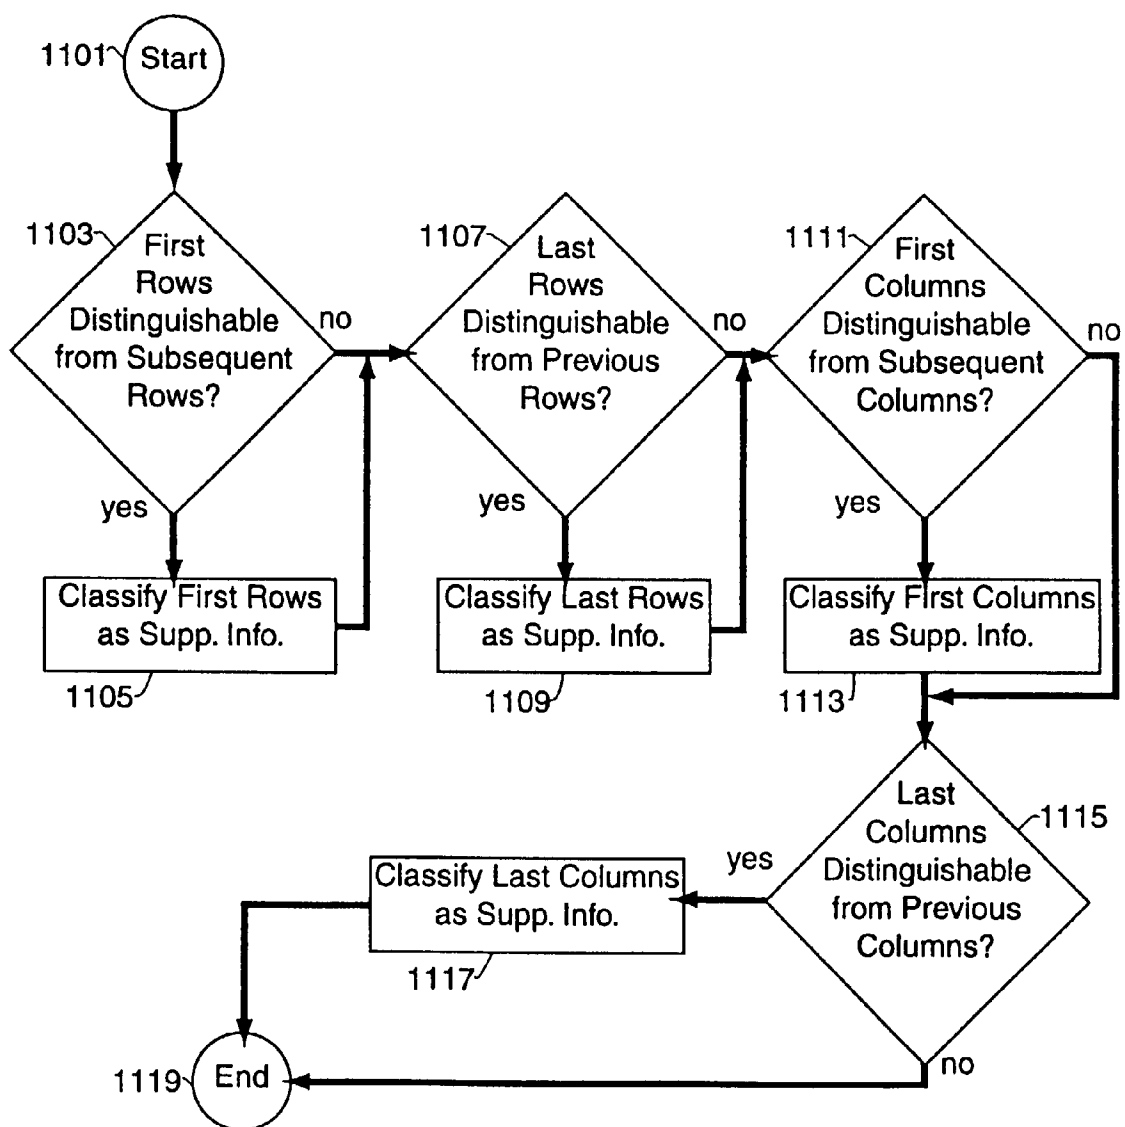 1101
Start
1103
First
Rows
Distinguishable
from Subsequent
Rows?
no
yes
Classify First Rows
as Supp. Info.
1105
1107
Last
Rows
Distinguishable
from Previous
Rows?
no
yes
Classify Last Rows
as Supp. Info.
1109
1111
First
Columns
Distinguishable
from Subsequent
Columns?
no
yes
Classify First Columns
as Supp. Info.
1113
Last
Columns
Distinguishable
from Previous
Columns?
1115
yes
Classify Last Columns
as Supp. Info.
1117
no
1119
End